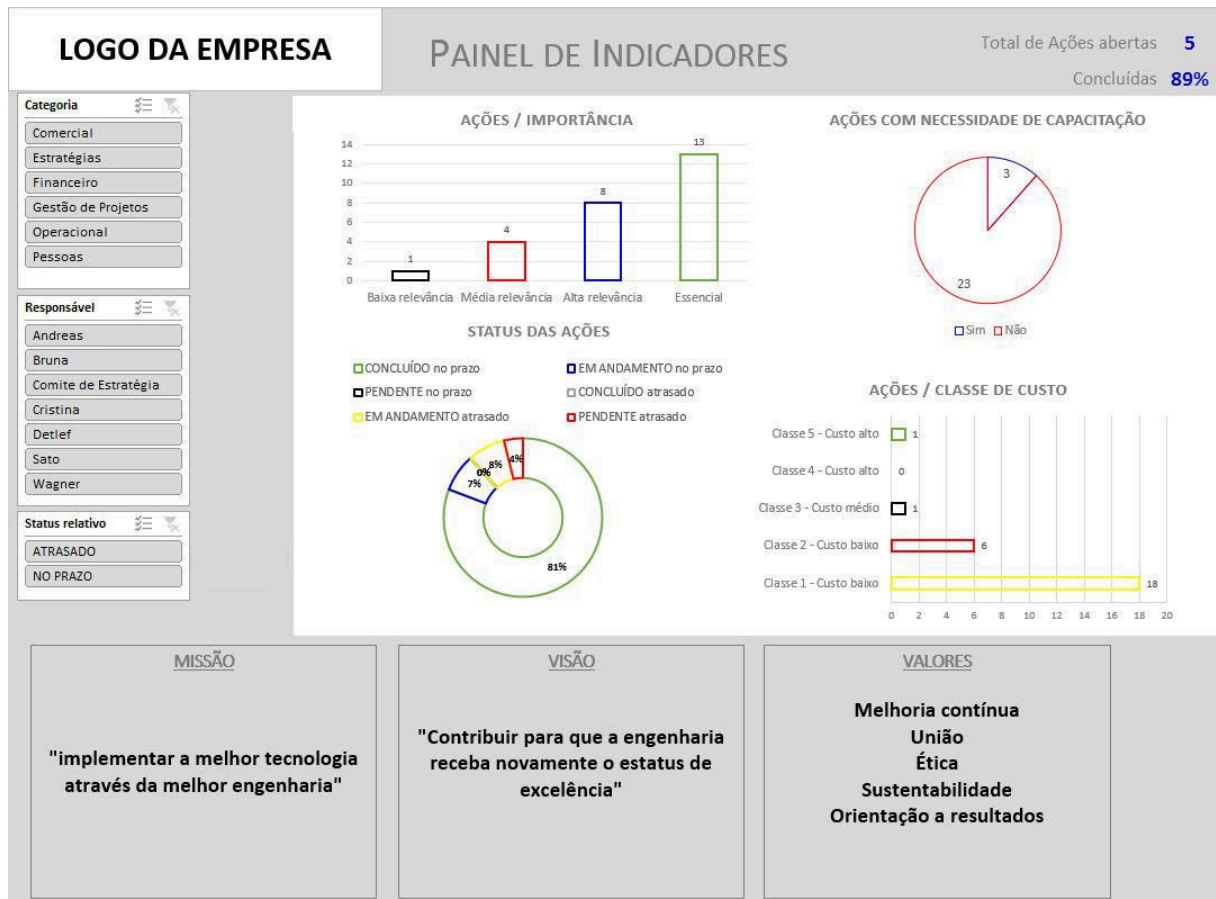 LOGO DA EMPRESA
PAINEL DE INDICADORES
Total de Ações abertas 5
Concluídas 89%
Categoria
Comercial
Estratégias
Financeiro
Gestão de Projetos
Operacional
Pessoas
Responsável
Andreas
Bruna
Comite de Estratégia
Cristina
Detlef
Sato
Wagner
Status relativo
ATRASADO
NO PRAZO
AÇÕES / IMPORTÂNCIA
14
12
10
8
6
4
2
0
1
4
8
13
Baixa relevância Média relevância Alta relevância Essencial
AÇÕES COM NECESSIDADE DE CAPACITAÇÃO
3
23
Sim Não
STATUS DAS AÇÕES
CONCLUÍDO no prazo EM ANDAMENTO no prazo
PENDENTE no prazo CONCLUÍDO atrasado
EM ANDAMENTO atrasado PENDENTE atrasado
7%
0%
8%
4%
81%
AÇÕES / CLASSE DE CUSTO
Classe 5 - Custo alto 1
Classe 4 - Custo alto 0
Classe 3 - Custo médio 1
Classe 2 - Custo baixo 6
Classe 1 - Custo baixo 18
0 2 4 6 8 10 12 14 16 18 20
MISSÃO
"implementar a melhor tecnologia
através da melhor engenharia"
VISÃO
"Contribuir para que a engenharia
receba novamente o estatus de
excelência"
VALORES
Melhoria contínua
União
Ética
Sustentabilidade
Orientação a resultados